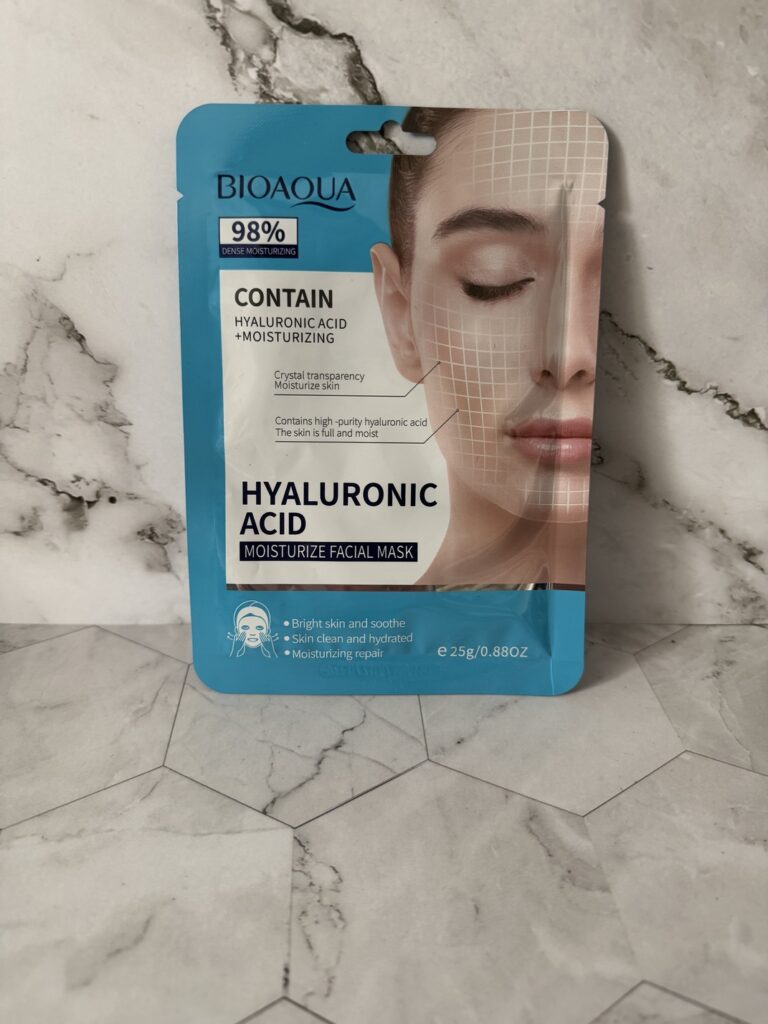 BIOAQUA
98%
DENSE MOISTURIZING
CONTAIN
HYALURONIC ACID
+MOISTURIZING
Crystal transparency
Moisturize skin
Contains high -purity hyaluronic acid
The skin is full and moist
HYALURONIC
ACID
MOISTURIZE FACIAL MASK
• Bright skin and soothe
• Skin clean and hydrated
• Moisturizing repair
℮ 25g/0.88OZ